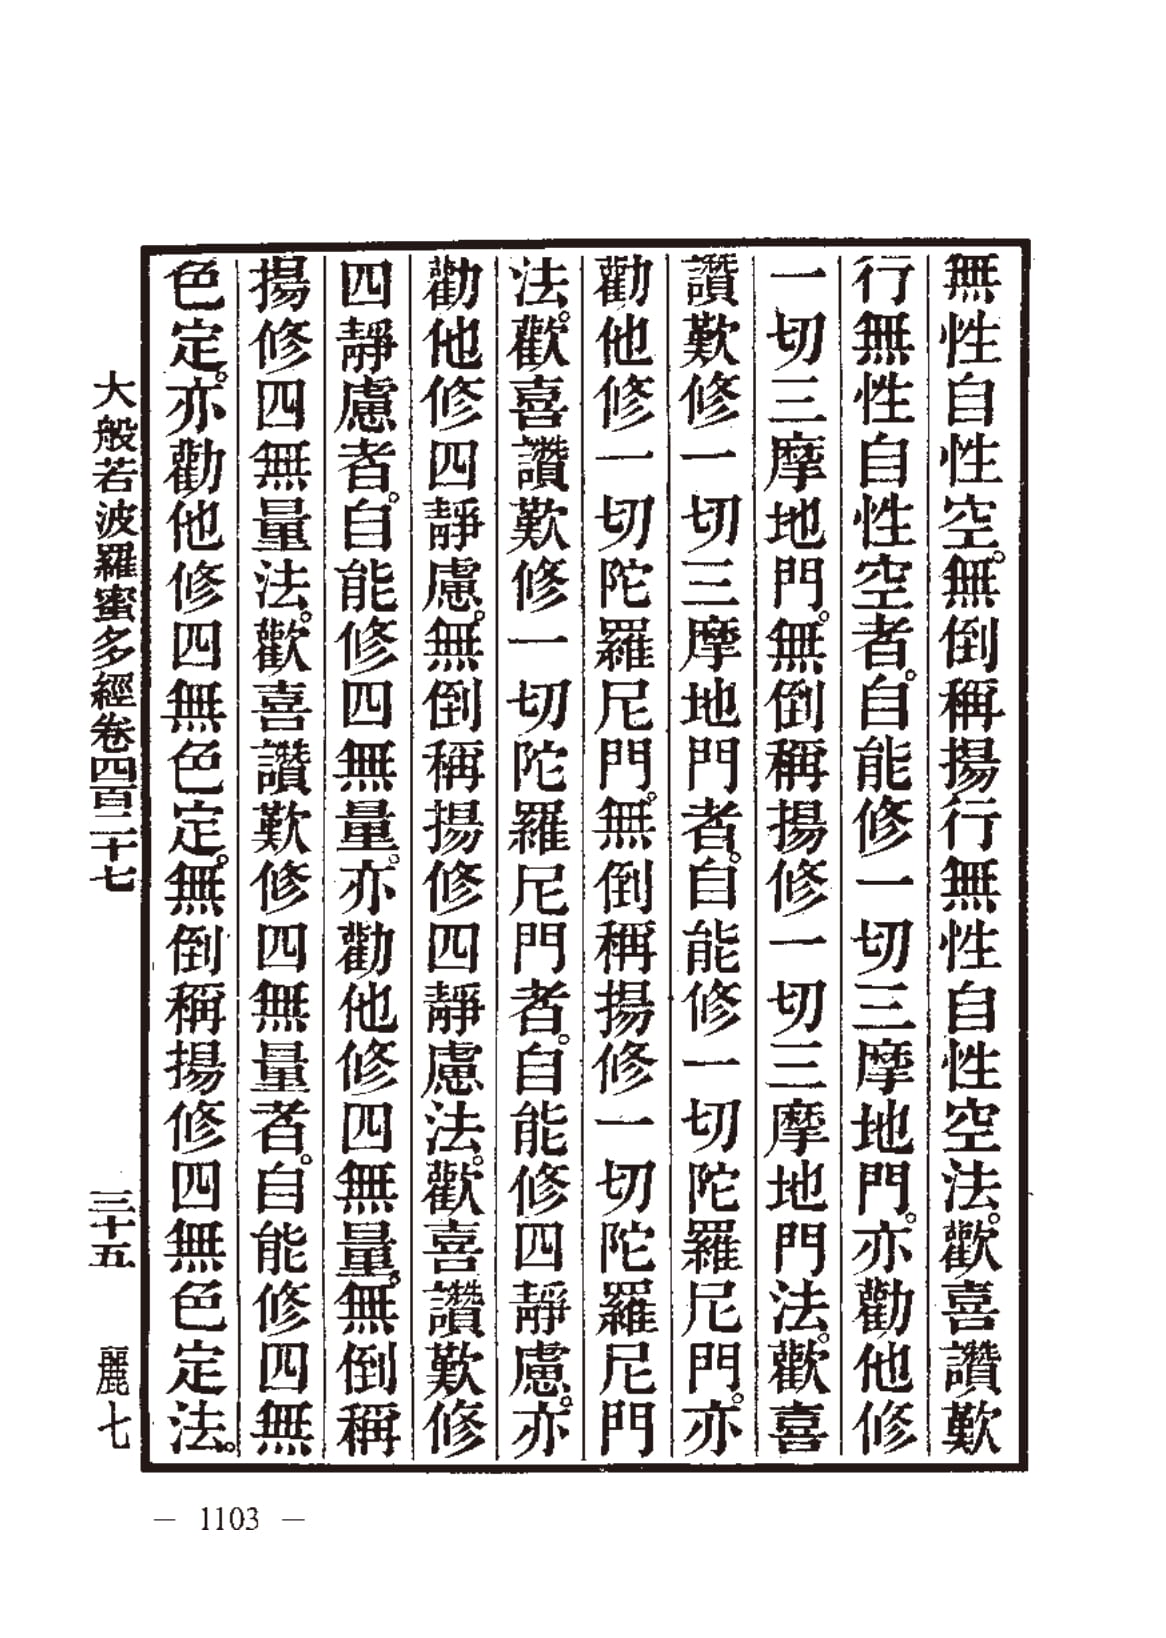 無性自性空。無倒稱揚行無性自性空法。歡喜讚歎
行無性自性空者。自能修一切三摩地門。亦勸他修
一切三摩地門。無倒稱揚修一切三摩地門法。歡喜
讚歎修一切三摩地門者。自能修一切陀羅尼門。亦
勸他修一切陀羅尼門。無倒稱揚修一切陀羅尼門
法。歡喜讚歎修一切陀羅尼門者。自能修四靜慮。亦
勸他修四靜慮。無倒稱揚修四靜慮法。歡喜讚歎修
四靜慮者。自能修四無量。亦勸他修四無量。無倒稱
揚修四無量法。歡喜讚歎修四無量者。自能修四無
色定。亦勸他修四無色定。無倒稱揚修四無色定法。
大般若波羅蜜多經卷四百二十七 三十五 麗七
— 1103 —